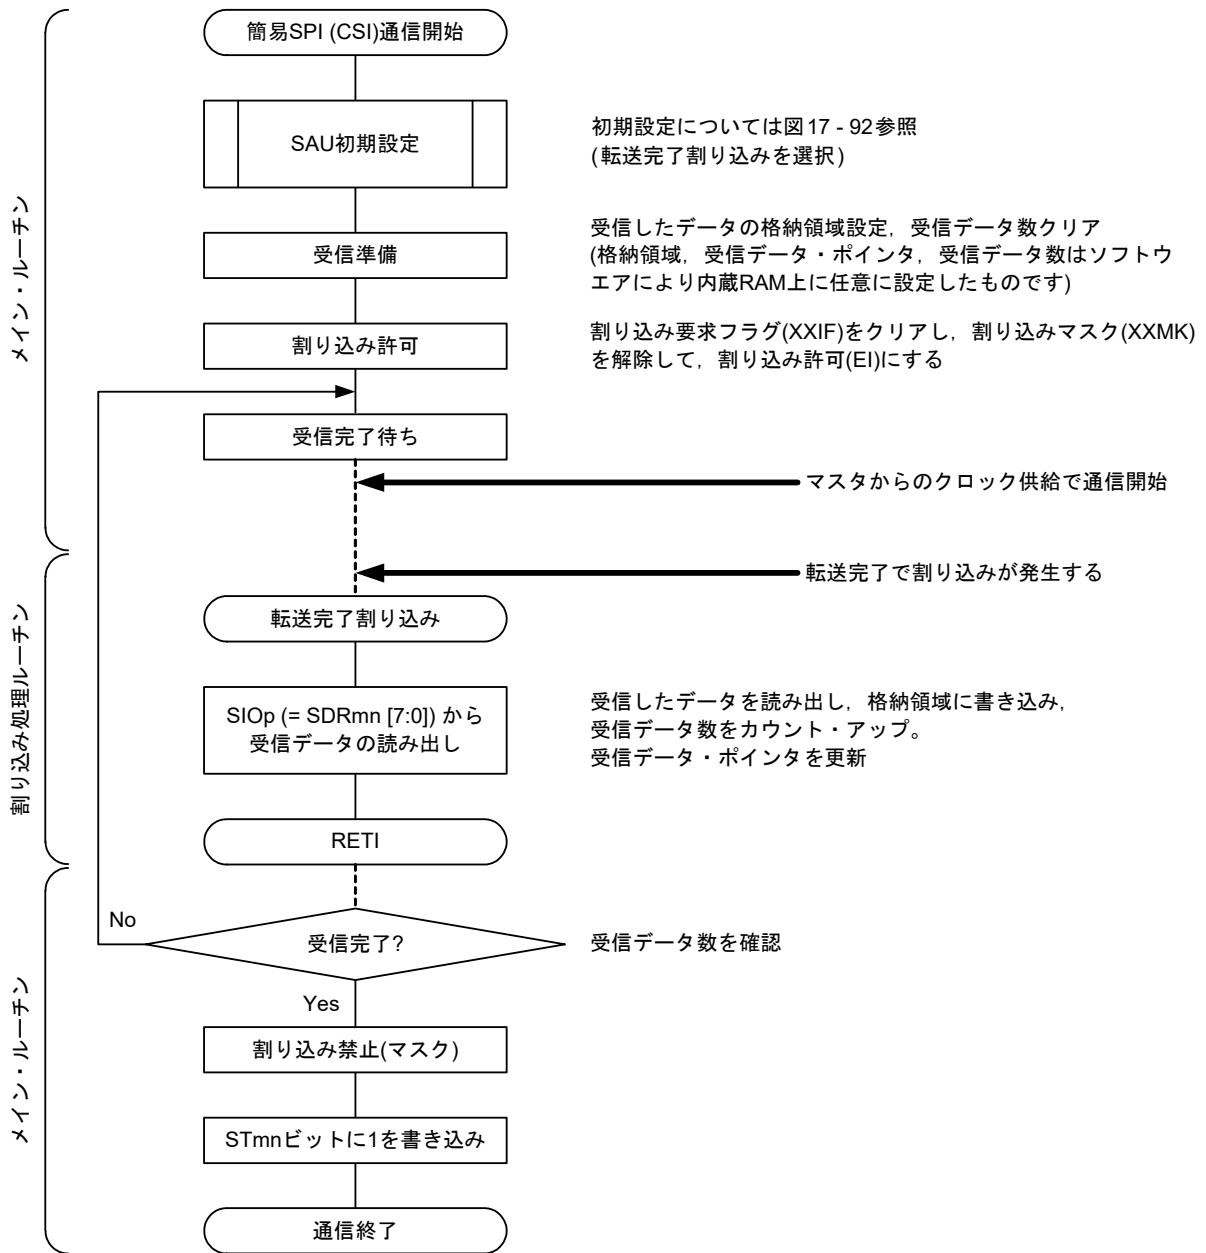 簡易SPI (CSI)通信開始
SAU初期設定
初期設定については図17 - 92参照
(転送完了割り込みを選択)
メイン・ルーチン
受信準備
受信したデータの格納領域設定，受信データ数クリア
(格納領域，受信データ・ポインタ，受信データ数はソフトウ
エアにより内蔵RAM上に任意に設定したものです)
割り込み許可
割り込み要求フラグ(XXIF)をクリアし，割り込みマスク(XXMK)
を解除して，割り込み許可(EI)にする
受信完了待ち
マスタからのクロック供給で通信開始
転送完了で割り込みが発生する
割り込み処理ルーチン
転送完了割り込み
SIOp (= SDRmn [7:0]) から
受信データの読み出し
受信したデータを読み出し，格納領域に書き込み，
受信データ数をカウント・アップ。
受信データ・ポインタを更新
RETI
No
受信完了?
受信データ数を確認
Yes
メイン・ルーチン
割り込み禁止(マスク)
STmnビットに1を書き込み
通信終了